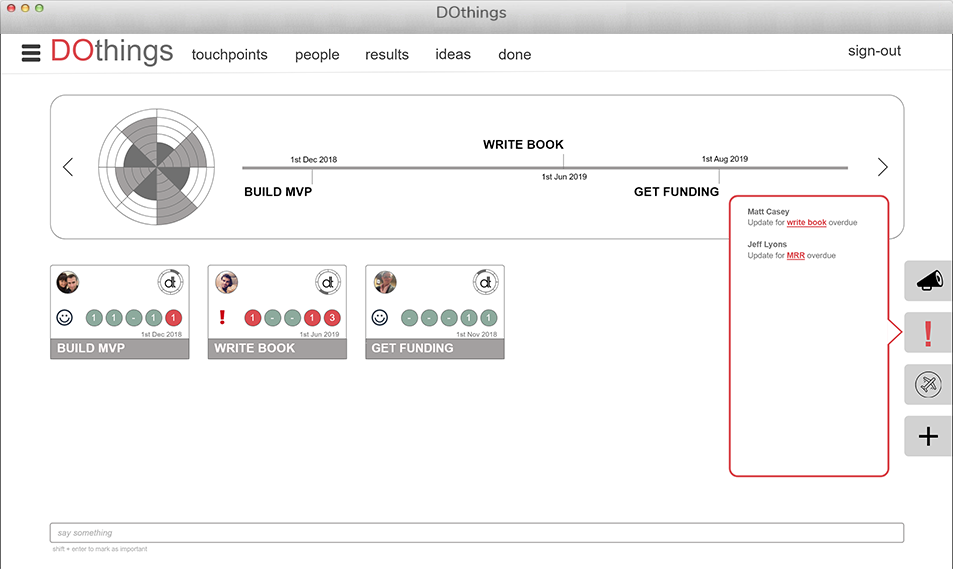 DOthings
DOthings touchpoints people results ideas done sign-out
WRITE BOOK
1st Dec 2018
1st Aug 2019
1st Jun 2019
BUILD MVP
GET FUNDING
Matt Casey
Update for write book overdue
Jeff Lyons
Update for MRR overdue
dt
1 1 - 1 1
1st Dec 2018
BUILD MVP
dt
! 1 - - 1 3
1st Jun 2019
WRITE BOOK
dt
- - - 1 1
1st Nov 2018
GET FUNDING
!
+
say something
shift + enter to mark as important